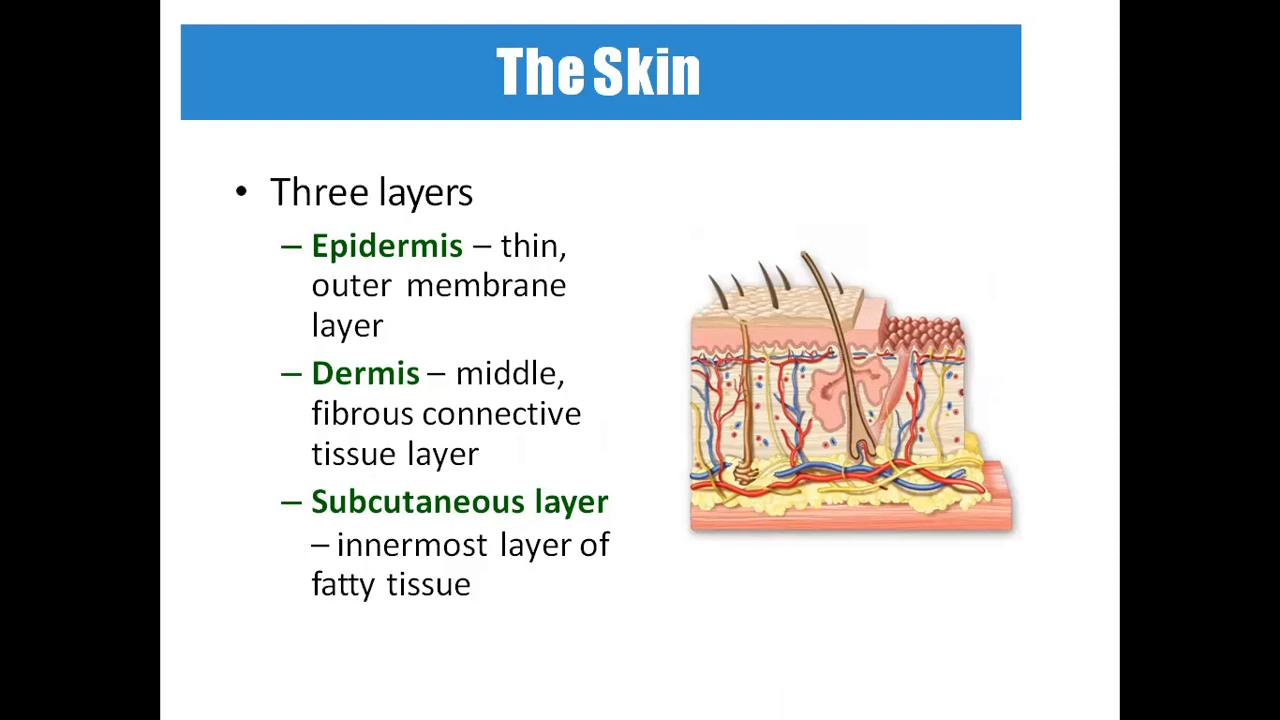 The Skin
• Three layers
– Epidermis – thin,
outer membrane
layer
– Dermis – middle,
fibrous connective
tissue layer
– Subcutaneous layer
– innermost layer of
fatty tissue